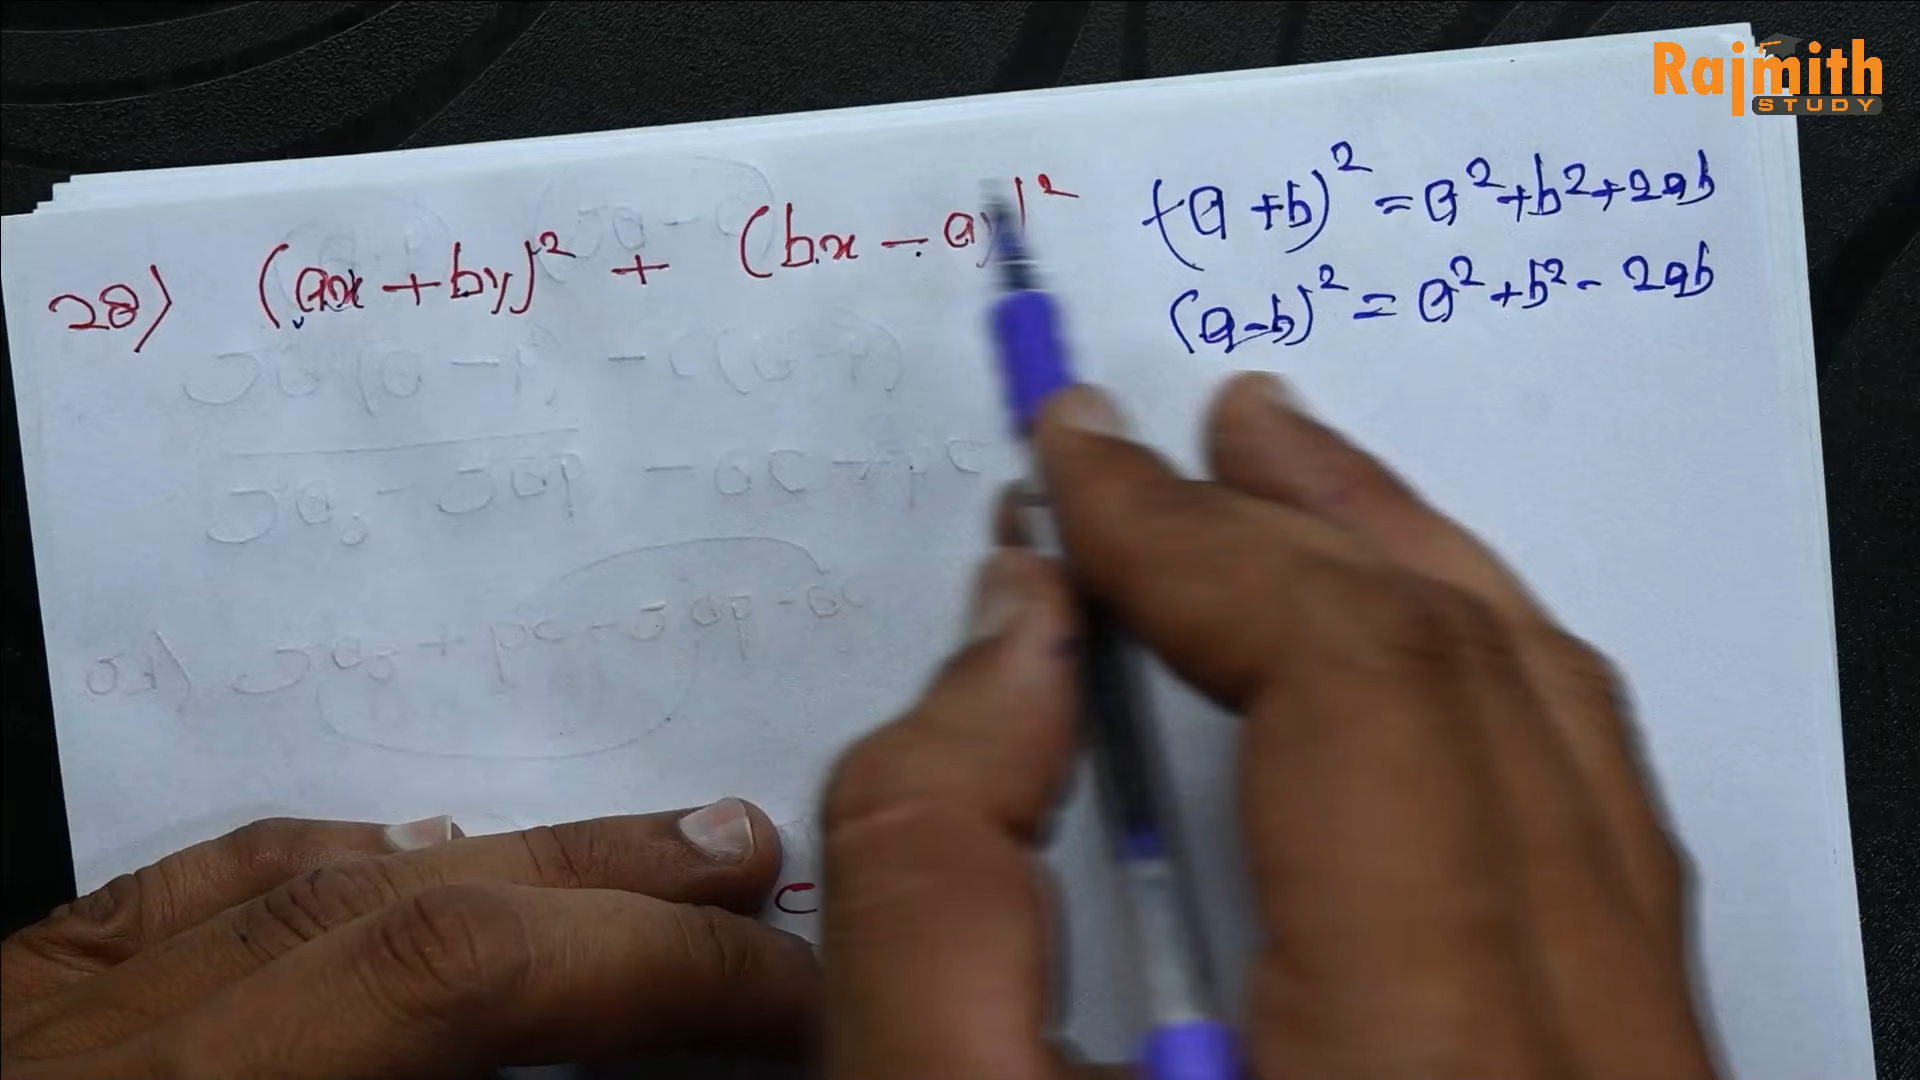 Rajmith
STUDY
28) (ax + by)² + (bx - ay)²
(a + b)² = a² + b² + 2ab
(a - b)² = a² + b² - 2ab
c